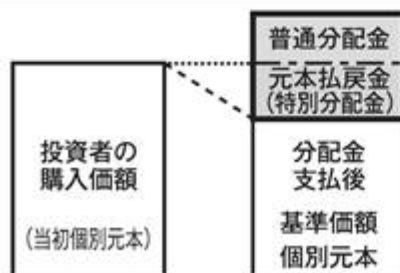 投資者の
購入価額
(当初個別元本)
普通分配金
元本払戻金
(特別分配金)
分配金
支払後
基準価額
個別元本